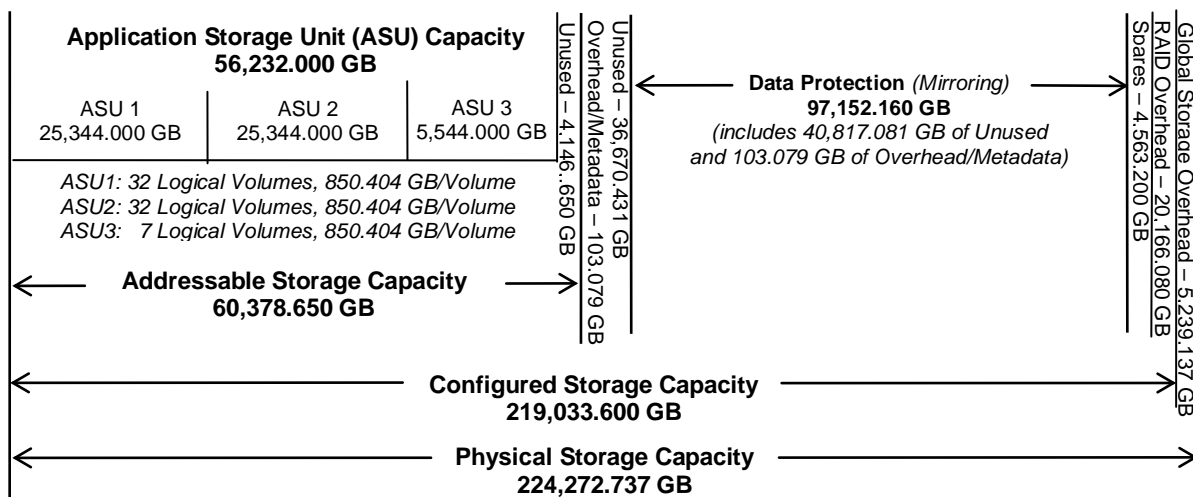 Application Storage Unit (ASU) Capacity
56,232.000 GB
ASU 1
25,344.000 GB
ASU 2
25,344.000 GB
ASU 3
5,544.000 GB
ASU1: 32 Logical Volumes, 850.404 GB/Volume
ASU2: 32 Logical Volumes, 850.404 GB/Volume
ASU3: 7 Logical Volumes, 850.404 GB/Volume
Addressable Storage Capacity
60,378.650 GB
Unused – 4.146..650 GB
Overhead/Metadata – 103.079 GB
Unused – 36,670.431 GB
Data Protection (Mirroring)
97,152.160 GB
(includes 40,817.081 GB of Unused
and 103.079 GB of Overhead/Metadata)
Spares – 4.563.200 GB
RAID Overhead – 20,166.080 GB
Global Storage Overhead – 5,239.137 GB
Configured Storage Capacity
219,033.600 GB
Physical Storage Capacity
224,272.737 GB